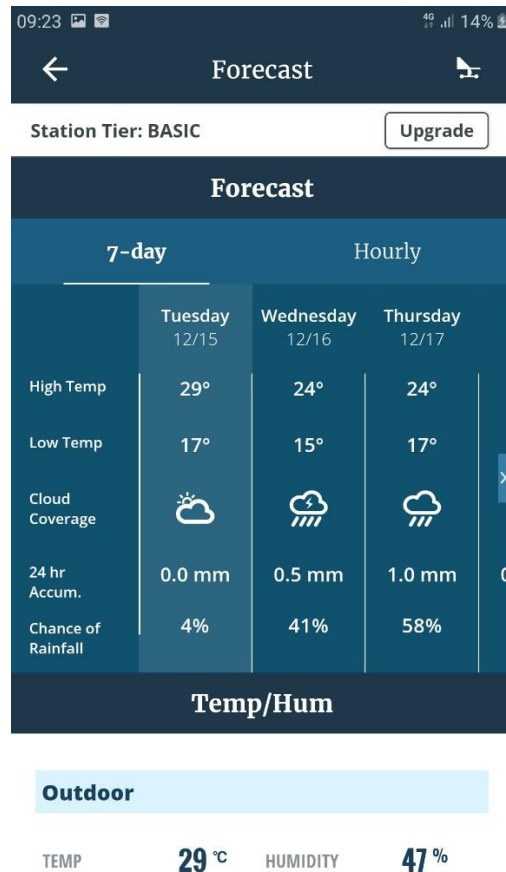 09:23 4G 14%
Forecast
Station Tier: BASIC Upgrade
Forecast
7-day Hourly
Tuesday Wednesday Thursday
12/15 12/16 12/17
High Temp 29° 24° 24°
Low Temp 17° 15° 17°
Cloud
Coverage
24 hr
Accum. 0.0 mm 0.5 mm 1.0 mm
Chance of
Rainfall 4% 41% 58%
Temp/Hum
Outdoor
TEMP 29 °C HUMIDITY 47 %